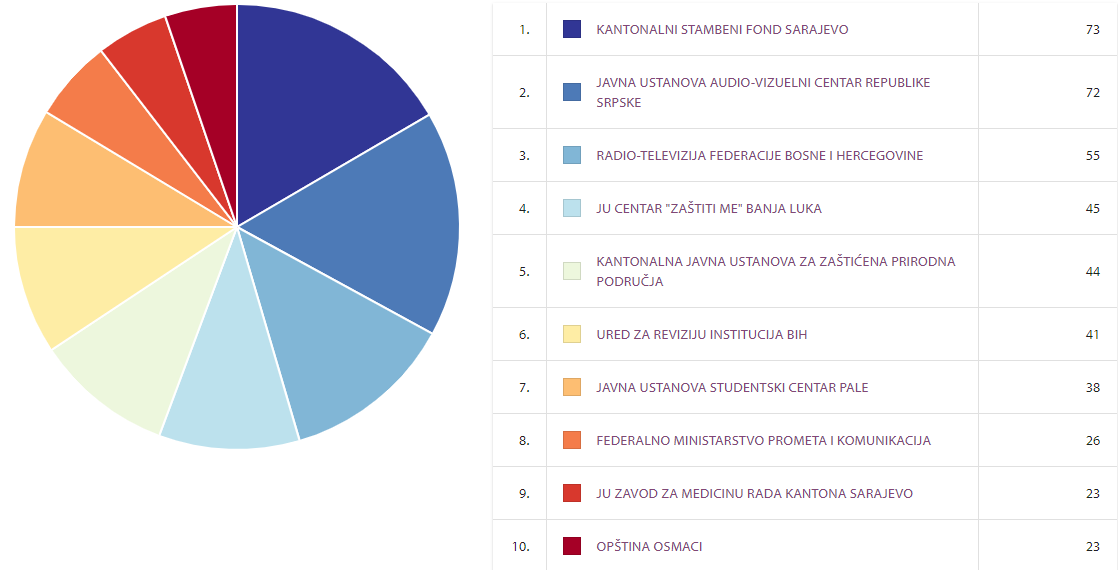 1. KANTONALNI STAMBENI FOND SARAJEVO 73
2. JAVNA USTANOVA AUDIO-VIZUELNI CENTAR REPUBLIKE
SRPSKE 72
3. RADIO-TELEVIZIJA FEDERACIJE BOSNE I HERCEGOVINE 55
4. JU CENTAR "ZAŠTITI ME" BANJA LUKA 45
5. KANTONALNA JAVNA USTANOVA ZA ZAŠTIĆENA PRIRODNA
PODRUČJA 44
6. URED ZA REVIZIJU INSTITUCIJA BIH 41
7. JAVNA USTANOVA STUDENTSKI CENTAR PALE 38
8. FEDERALNO MINISTARSTVO PROMETA I KOMUNIKACIJA 26
9. JU ZAVOD ZA MEDICINU RADA KANTONA SARAJEVO 23
10. OPŠTINA OSMACI 23